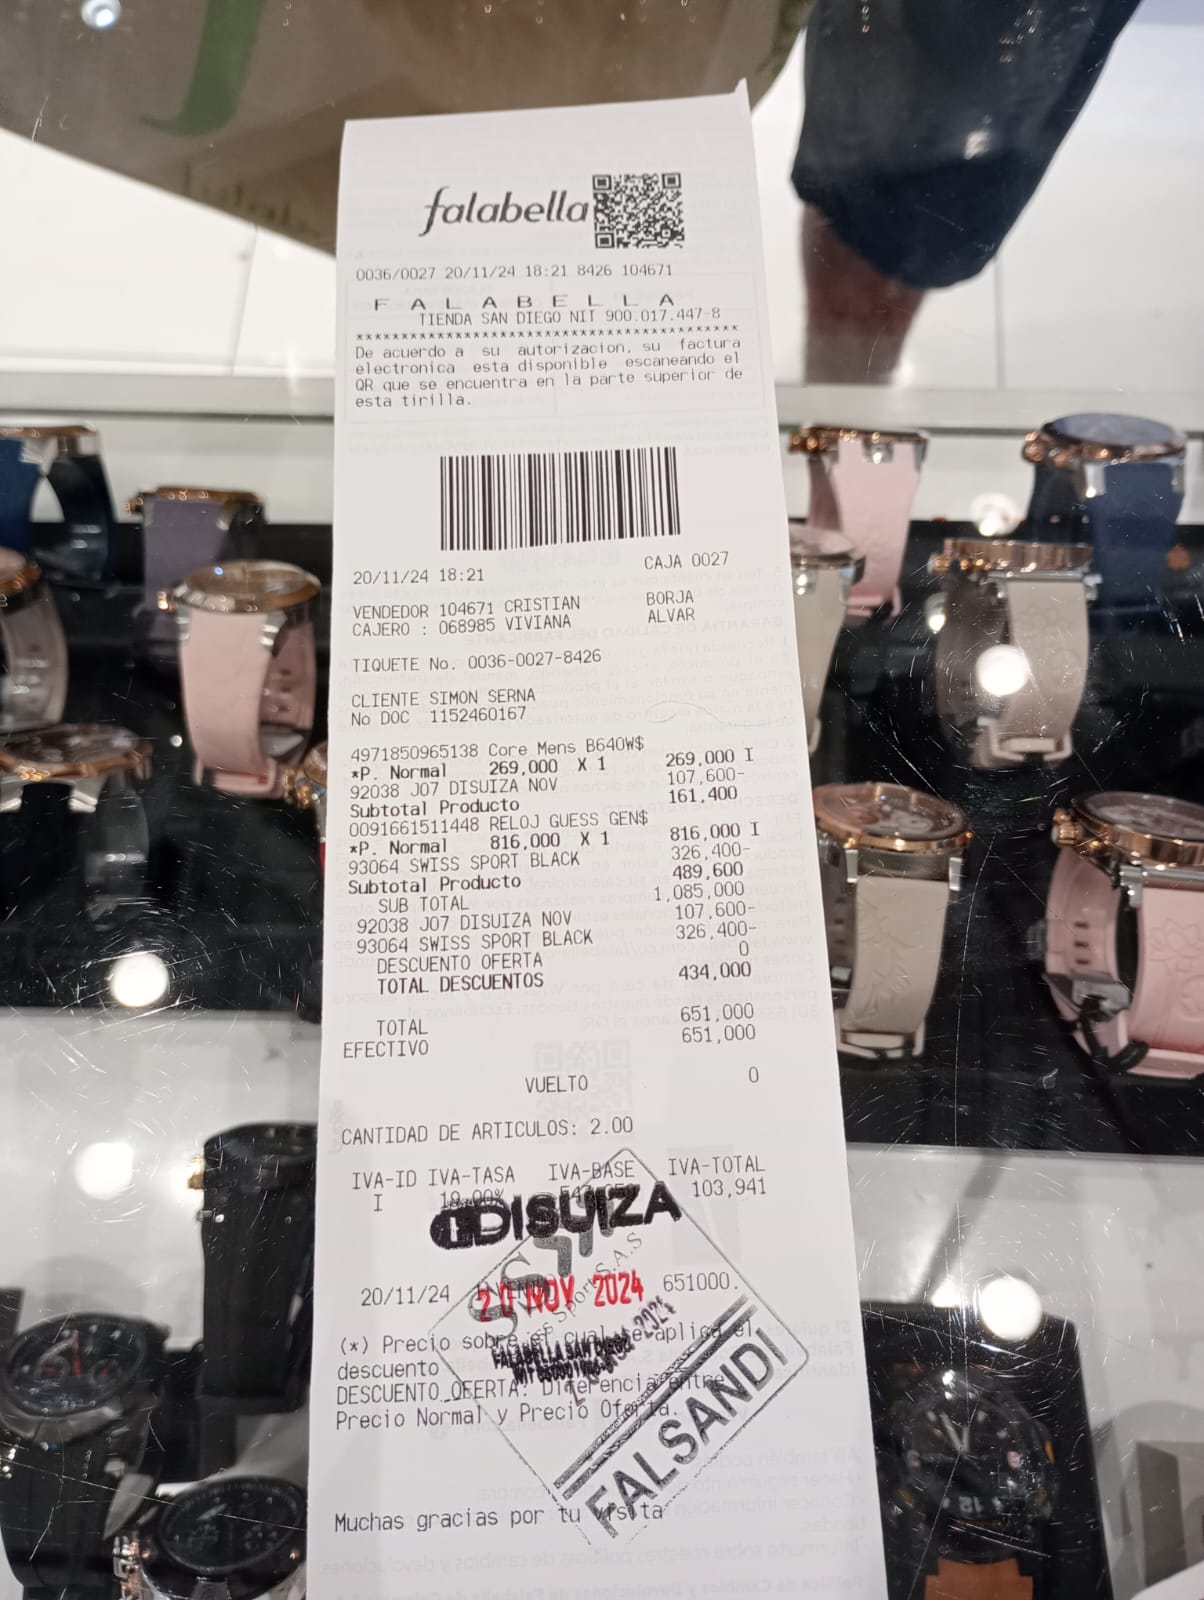 falabella
0036/0027 20/11/24 18:21 8426 104671
F A L A B E L L A
TIENDA SAN DIEGO NIT 900.017.447-8
******************************************
De acuerdo a su autorizacion, su factura
electronica esta disponible escaneando el
QR que se encuentra en la parte superior de
esta tirilla.
20/11/24 18:21 CAJA 0027
VENDEDOR 104671 CRISTIAN BORJA
CAJERO : 068985 VIVIANA ALVAR
TIQUETE No. 0036-0027-8426
CLIENTE SIMON SERNA
No DOC 1152460167
4971850965138 Core Mens B640W$
*P. Normal 269,000 X 1 269,000 I
92038 J07 DISUIZA NOV 107,600-
Subtotal Producto 161,400
0091661511448 RELOJ GUESS GEN$
*P. Normal 816,000 X 1 816,000 I
93064 SWISS SPORT BLACK 326,400-
Subtotal Producto 489,600
SUB TOTAL 1,085,000
92038 J07 DISUIZA NOV 107,600-
93064 SWISS SPORT BLACK 326,400-
DESCUENTO OFERTA 0
TOTAL DESCUENTOS 434,000
TOTAL 651,000
EFECTIVO 651,000
VUELTO 0
CANTIDAD DE ARTICULOS: 2.00
IVA-ID IVA-TASA IVA-BASE IVA-TOTAL
I 19.00% 103,941
DISUIZA
20/11/24 20 NOV 2024 651000.
(*) Precio sobre el cual se aplica el
descuento
FALABELLA SAN DIEGO
DESCUENTO OFERTA: Diferencia entre
Precio Normal y Precio Oferta.
FALSANDI
Muchas gracias por tu visita